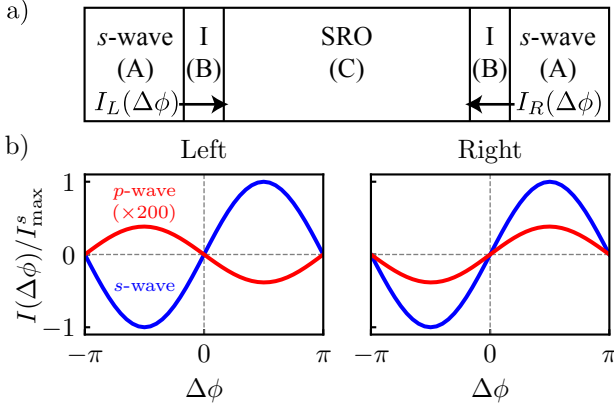 a)
s-wave I SRO I s-wave
(A) (B) (C) (B) (A)
I_L(Δϕ) I_R(Δϕ)
b) Left Right
I(Δϕ)/I^s_max
1
0
−1
p-wave
(×200)
s-wave
−π 0 π −π 0 π
Δϕ Δϕ